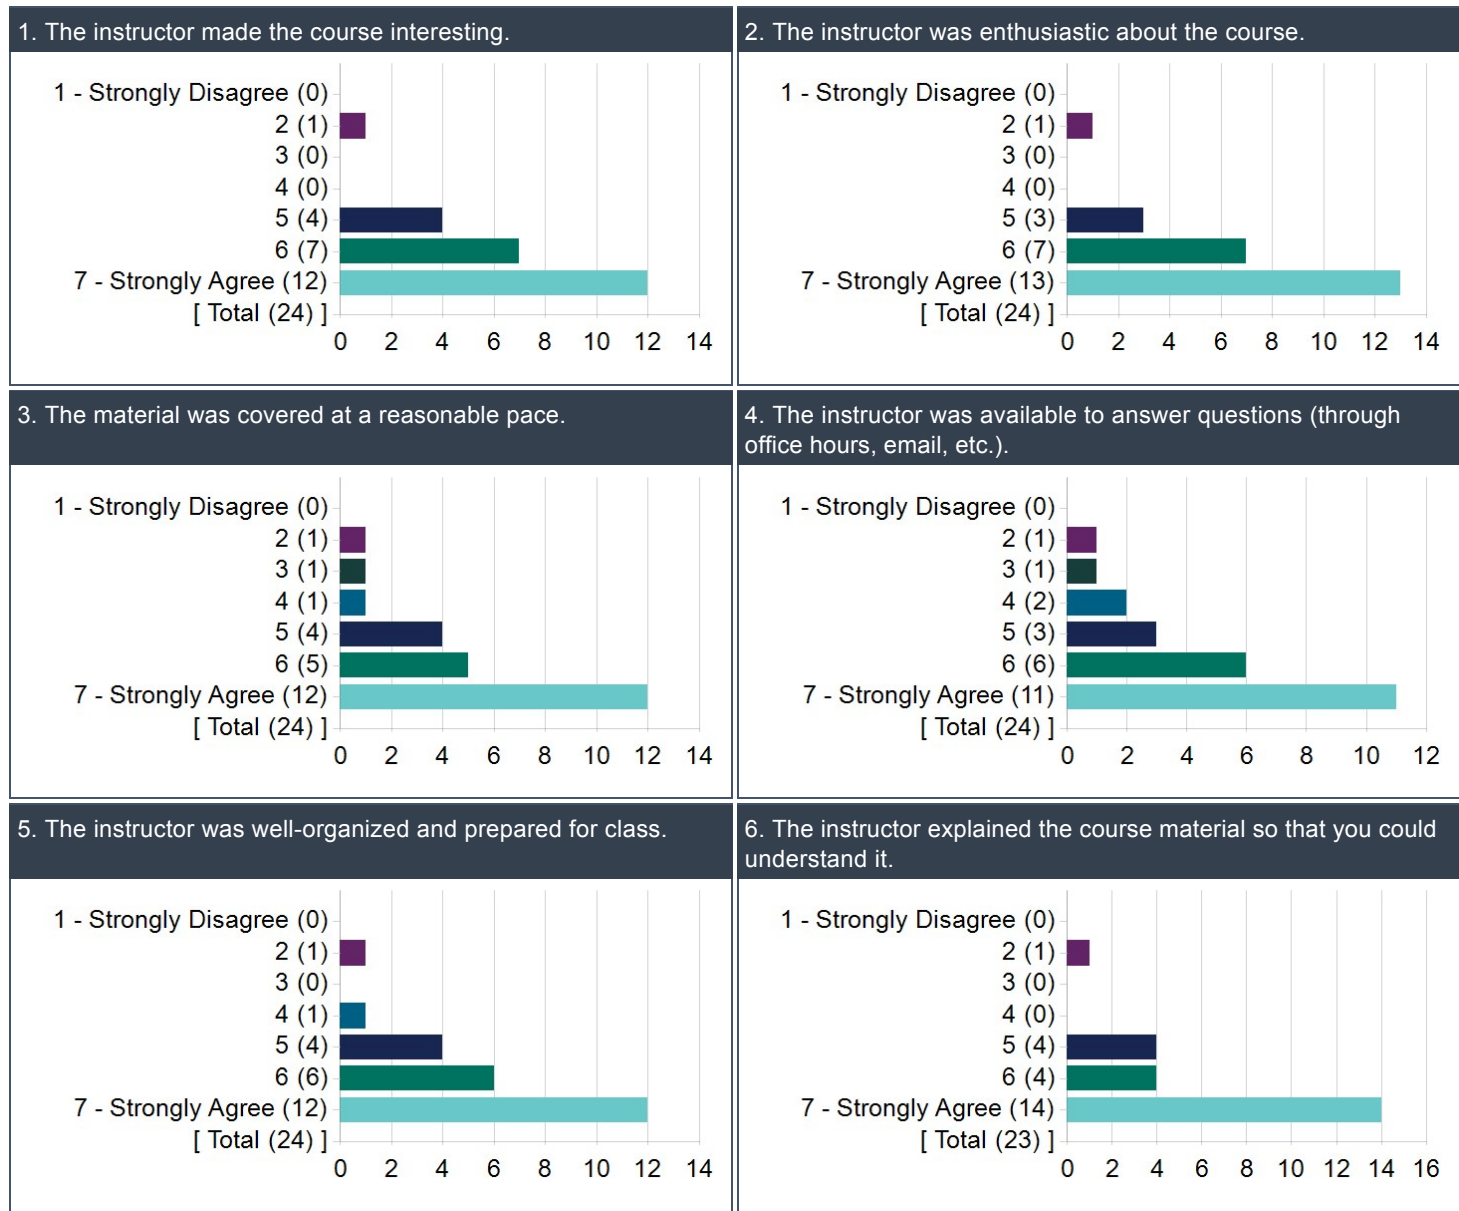 1. The instructor made the course interesting.
1 - Strongly Disagree (0)
2 (1)
3 (0)
4 (0)
5 (4)
6 (7)
7 - Strongly Agree (12)
[ Total (24) ]
0 2 4 6 8 10 12 14
2. The instructor was enthusiastic about the course.
1 - Strongly Disagree (0)
2 (1)
3 (0)
4 (0)
5 (3)
6 (7)
7 - Strongly Agree (13)
[ Total (24) ]
0 2 4 6 8 10 12 14
3. The material was covered at a reasonable pace.
1 - Strongly Disagree (0)
2 (1)
3 (1)
4 (1)
5 (4)
6 (5)
7 - Strongly Agree (12)
[ Total (24) ]
0 2 4 6 8 10 12 14
4. The instructor was available to answer questions (through
office hours, email, etc.).
1 - Strongly Disagree (0)
2 (1)
3 (1)
4 (2)
5 (3)
6 (6)
7 - Strongly Agree (11)
[ Total (24) ]
0 2 4 6 8 10 12
5. The instructor was well-organized and prepared for class.
1 - Strongly Disagree (0)
2 (1)
3 (0)
4 (1)
5 (4)
6 (6)
7 - Strongly Agree (12)
[ Total (24) ]
0 2 4 6 8 10 12 14
6. The instructor explained the course material so that you could
understand it.
1 - Strongly Disagree (0)
2 (1)
3 (0)
4 (0)
5 (4)
6 (4)
7 - Strongly Agree (14)
[ Total (23) ]
0 2 4 6 8 10 12 14 16